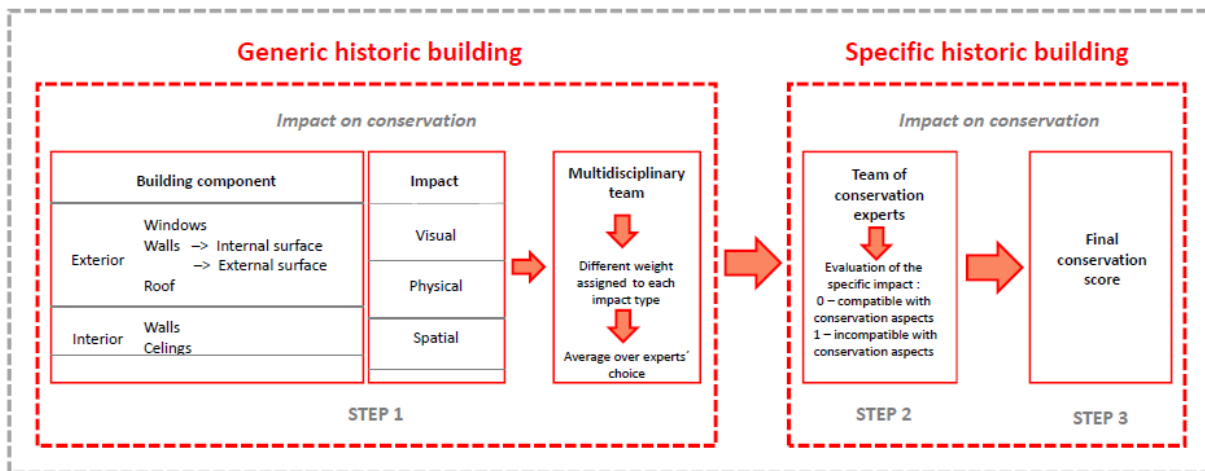 Generic historic building
Impact on conservation
Building component
Exterior
Windows
Walls –> Internal surface
–> External surface
Roof
Interior
Walls
Celings
Impact
Visual
Physical
Spatial
Multidisciplinary
team
Different weight
assigned to each
impact type
Average over experts´
choice
STEP 1
Specific historic building
Impact on conservation
Team of
conservation
experts
Evaluation of the
specific impact :
0 – compatible with
conservation aspects
1 – incompatible with
conservation aspects
STEP 2
Final
conservation
score
STEP 3